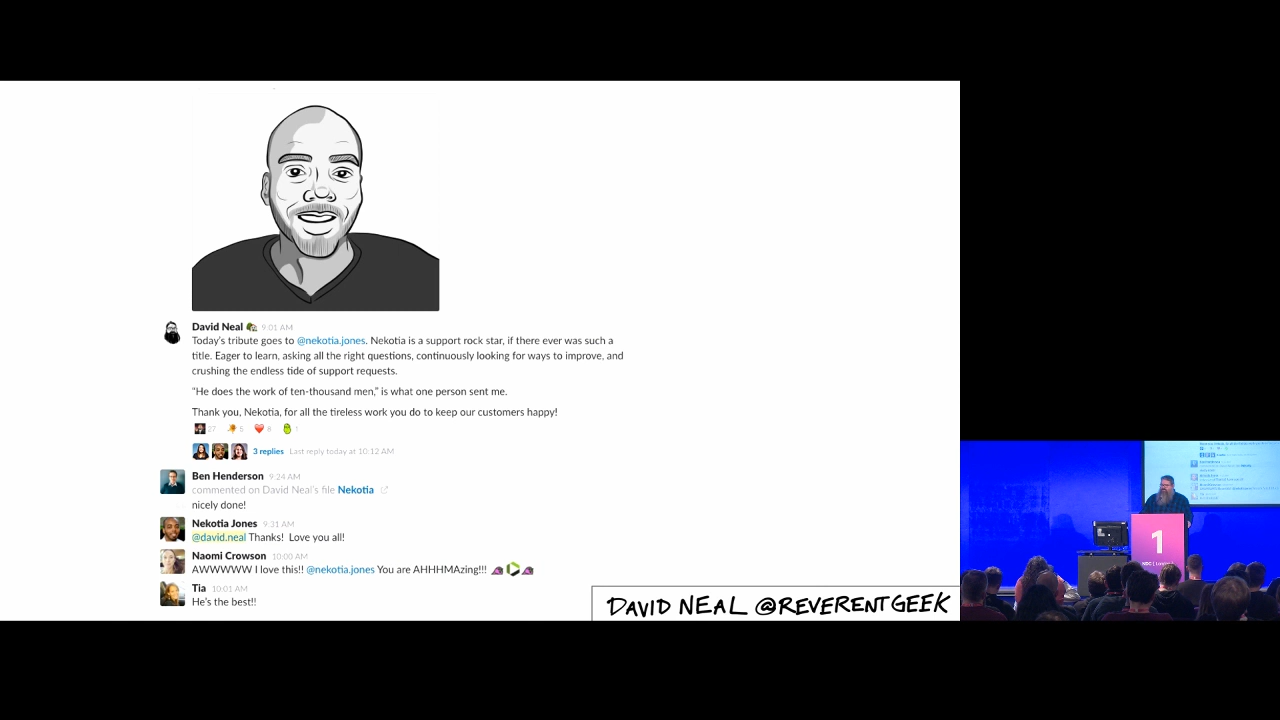 David Neal 9:01 AM
Today's tribute goes to @nekotia.jones. Nekotia is a support rock star, if there ever was such a
title. Eager to learn, asking all the right questions, continuously looking for ways to improve, and
crushing the endless tide of support requests.
“He does the work of ten-thousand men,” is what one person sent me.
Thank you, Nekotia, for all the tireless work you do to keep our customers happy!
27 5 8 1
3 replies Last reply today at 10:12 AM
Ben Henderson 9:24 AM
commented on David Neal's file Nekotia
nicely done!
Nekotia Jones 9:31 AM
@david.neal Thanks! Love you all!
Naomi Crowson 10:00 AM
AWWWWW I love this!! @nekotia.jones You are AHHHMAzing!!!
Tia 10:01 AM
He's the best!!
DAVID NEAL @REVERENTGEEK
1
NDC